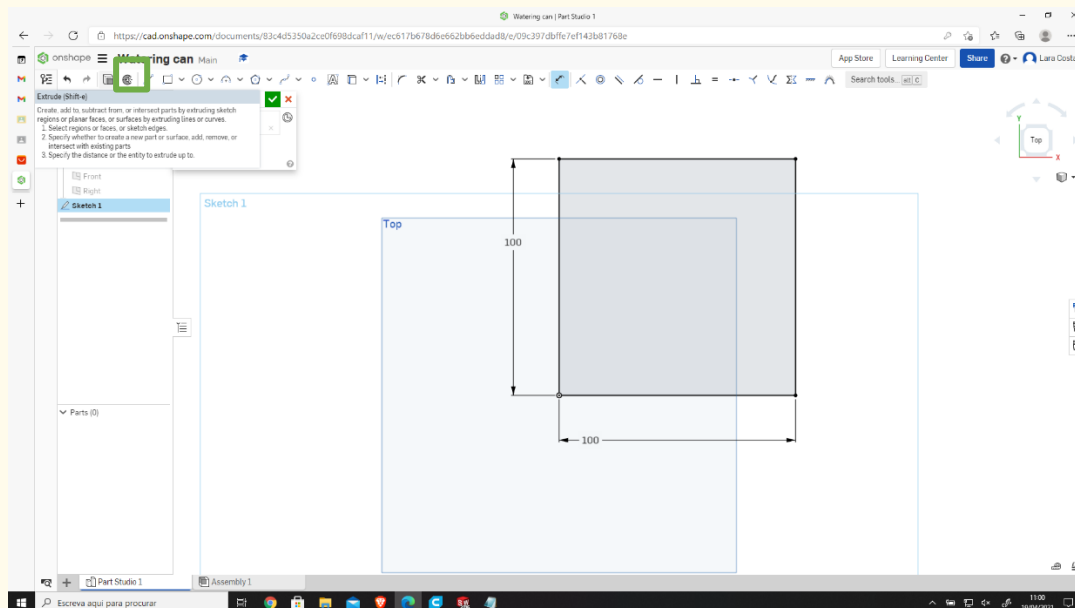 Watering can | Part Studio 1
https://cad.onshape.com/documents/83c4d5350a2ce0f698dcaf11/w/ec617b678d6e662bb6eddad8/e/09c397dbffe7ef143b81768e
onshape Watering can Main
App Store Learning Center Share Lara Costa
Search tools... alt C
Extrude (Shift-e)
Create, add to, subtract from, or intersect parts by extruding sketch
regions or planar faces, or surfaces by extruding lines or curves.
1. Select regions or faces, or sketch edges.
2. Specify whether to create a new part or surface, add, remove, or
intersect with existing parts
3. Specify the distance or the entity to extrude up to.
Front
Right
Sketch 1
Sketch 1
Top
100
100
Y
Top
X
Parts (0)
Part Studio 1
Assembly 1
Escreva aqui para procurar
11:00